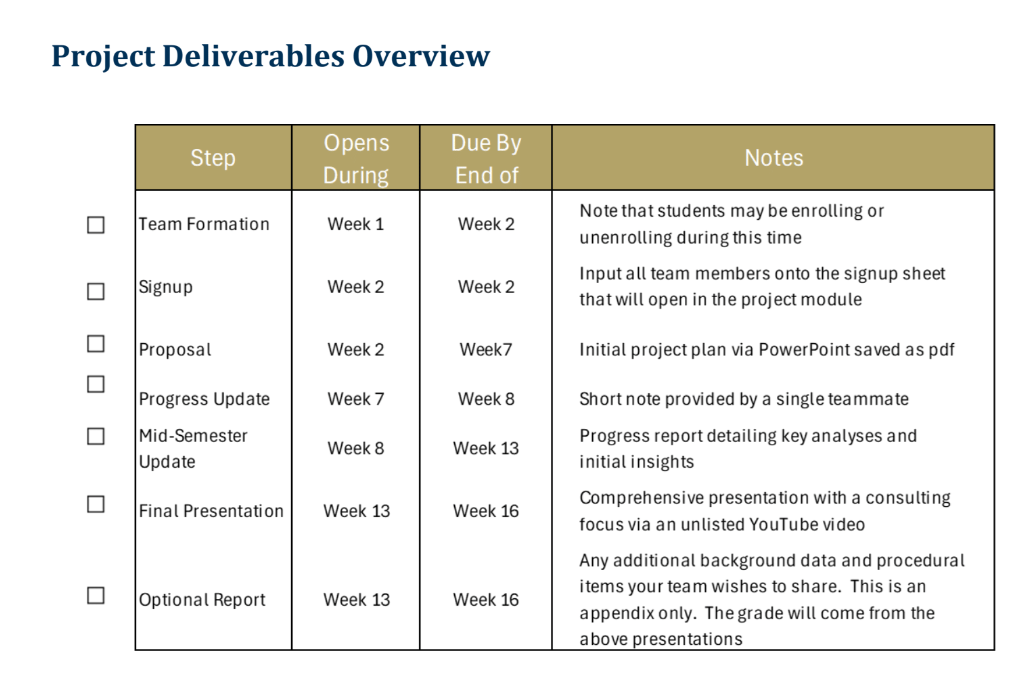 Project Deliverables Overview
Step
Opens
During
Due By
End of
Notes
Team Formation
Week 1
Week 2
Note that students may be enrolling or
unenrolling during this time
Signup
Week 2
Week 2
Input all team members onto the signup sheet
that will open in the project module
Proposal
Week 2
Week7
Initial project plan via PowerPoint saved as pdf
Progress Update
Week 7
Week 8
Short note provided by a single teammate
Mid-Semester
Update
Week 8
Week 13
Progress report detailing key analyses and
initial insights
Final Presentation
Week 13
Week 16
Comprehensive presentation with a consulting
focus via an unlisted YouTube video
Optional Report
Week 13
Week 16
Any additional background data and procedural
items your team wishes to share.  This is an
appendix only.  The grade will come from the
above presentations